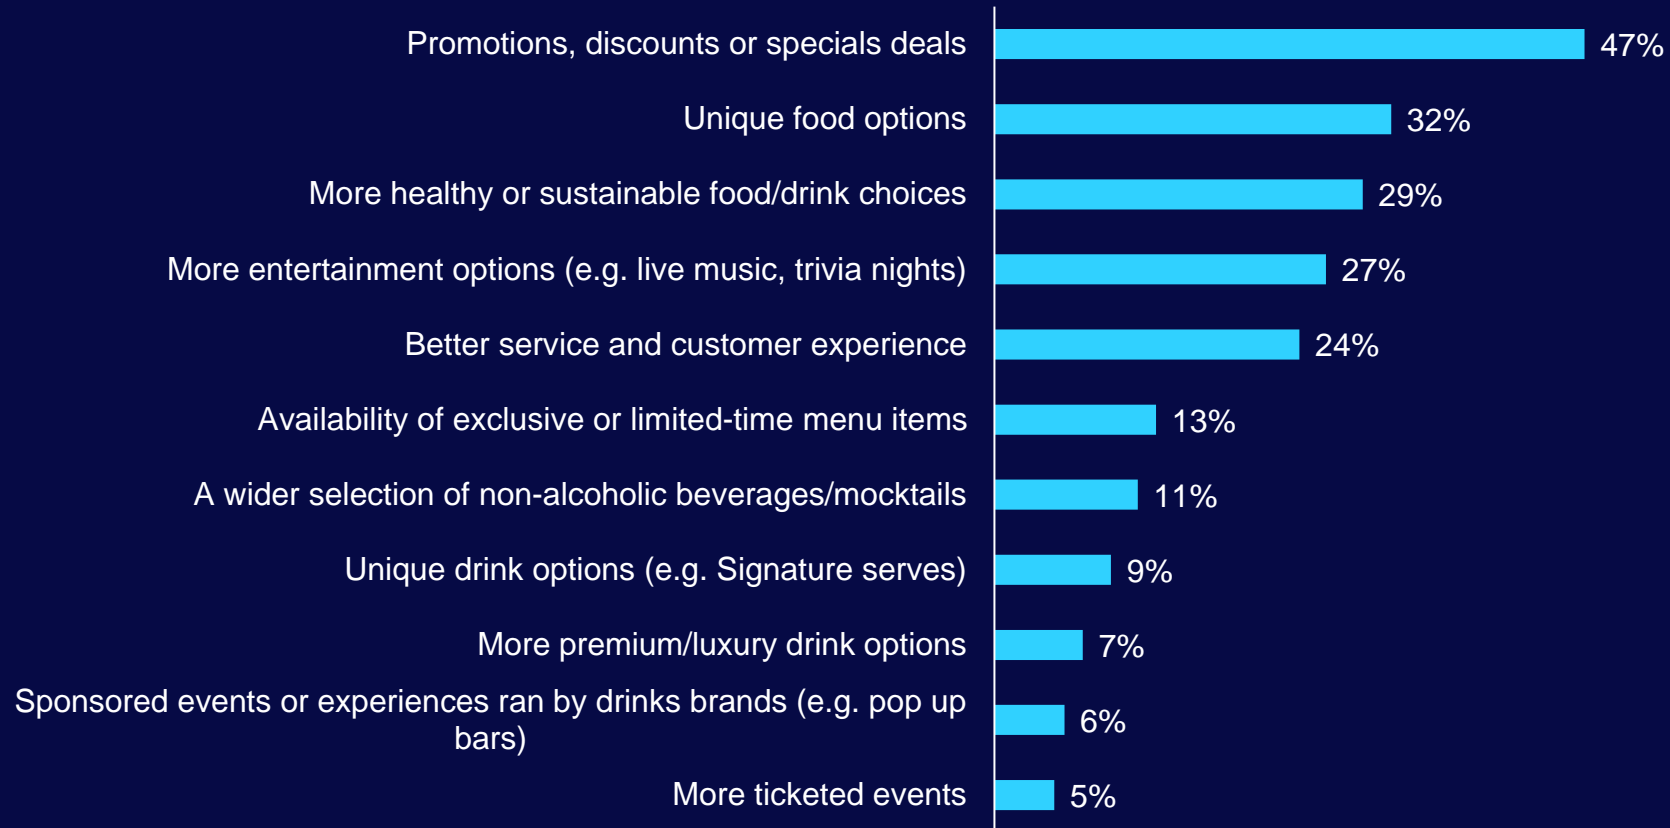 Promotions, discounts or specials deals 47%
Unique food options 32%
More healthy or sustainable food/drink choices 29%
More entertainment options (e.g. live music, trivia nights) 27%
Better service and customer experience 24%
Availability of exclusive or limited-time menu items 13%
A wider selection of non-alcoholic beverages/mocktails 11%
Unique drink options (e.g. Signature serves) 9%
More premium/luxury drink options 7%
Sponsored events or experiences ran by drinks brands (e.g. pop up
bars) 6%
More ticketed events 5%